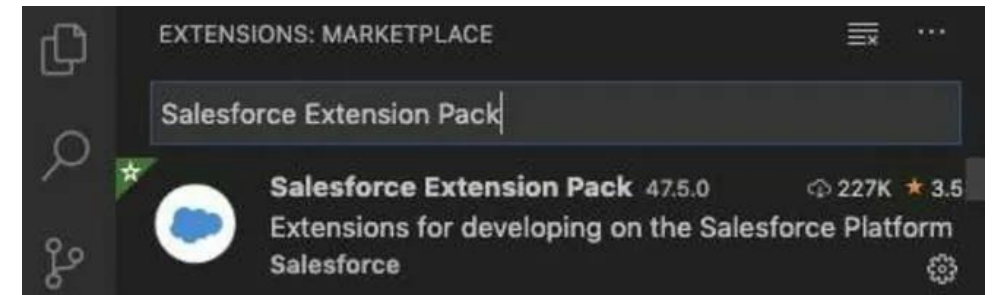 EXTENSIONS: MARKETPLACE
Salesforce Extension Pack
Salesforce Extension Pack 47.5.0 227K 3.5
Extensions for developing on the Salesforce Platform
Salesforce